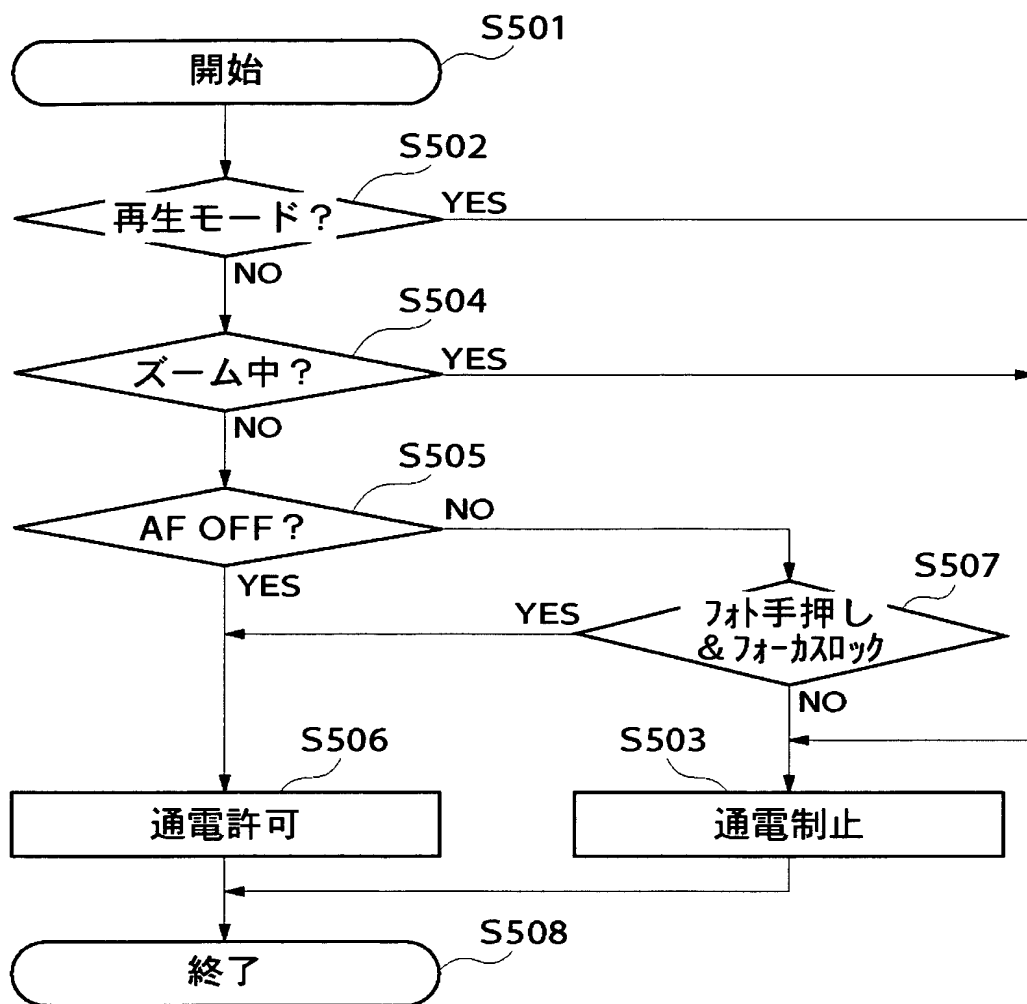 S501
開始
S502
再生モード?
YES
NO
S504
ズーム中?
YES
NO
S505
AF OFF?
NO
YES
S507
フォト手押し
&フォーカスロック
YES
NO
S506
通電許可
S503
通電制止
S508
終了